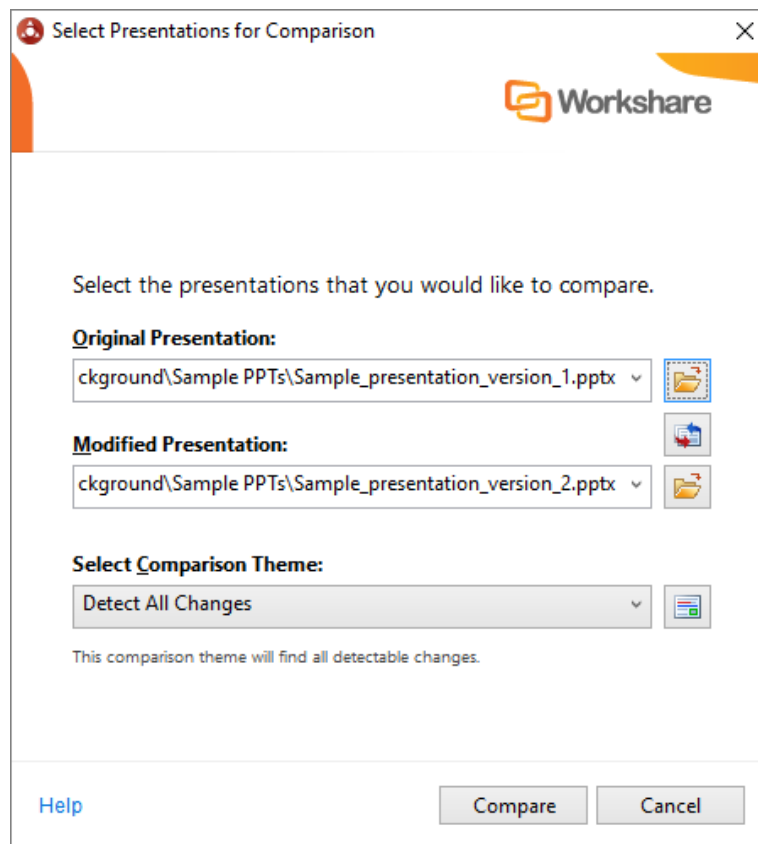 Select Presentations for Comparison
Workshare
Select the presentations that you would like to compare.
Original Presentation:
ckground\Sample PPTs\Sample_presentation_version_1.pptx
Modified Presentation:
ckground\Sample PPTs\Sample_presentation_version_2.pptx
Select Comparison Theme:
Detect All Changes
This comparison theme will find all detectable changes.
Help
Compare
Cancel